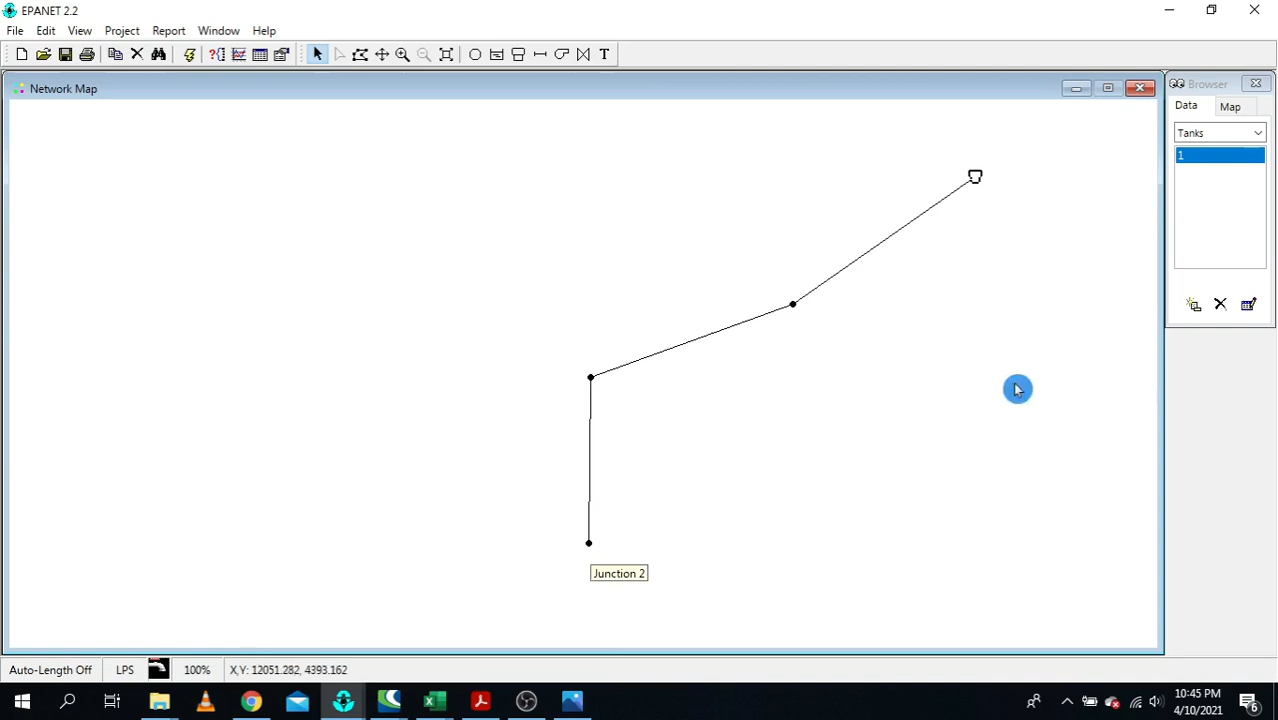 EPANET 2.2
File Edit View Project Report Window Help
Network Map
Browser
Data Map
Tanks
1
Junction 2
Auto-Length Off LPS 100% X,Y: 12051.282, 4393.162
10:45 PM
4/10/2021
6